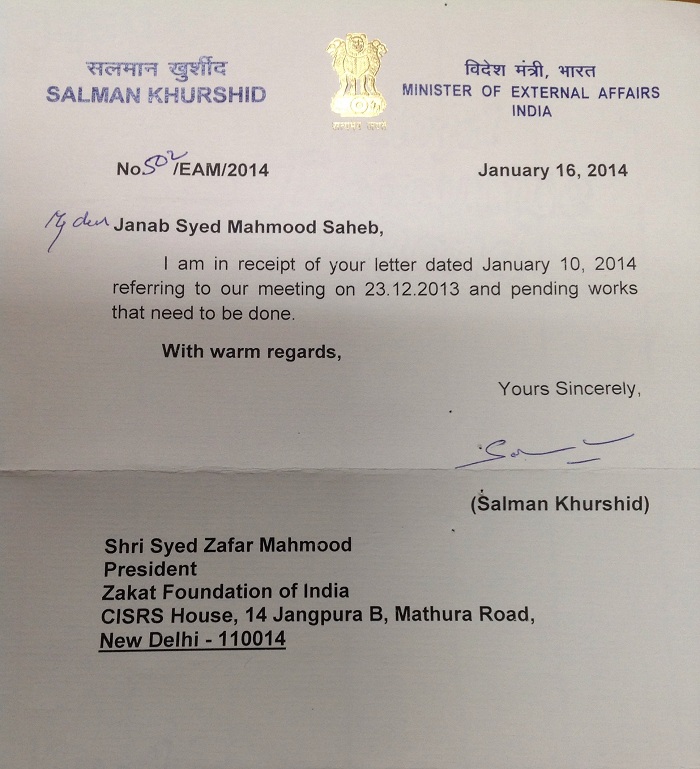 सलमान खुर्शीद
SALMAN KHURSHID
विदेश मंत्री, भारत
MINISTER OF EXTERNAL AFFAIRS
INDIA
No 502/EAM/2014
January 16, 2014
My dear Janab Syed Mahmood Saheb,
I am in receipt of your letter dated January 10, 2014
referring to our meeting on 23.12.2013 and pending works
that need to be done.
With warm regards,
Yours Sincerely,
(Salman Khurshid)
Shri Syed Zafar Mahmood
President
Zakat Foundation of India
CISRS House, 14 Jangpura B, Mathura Road,
New Delhi - 110014